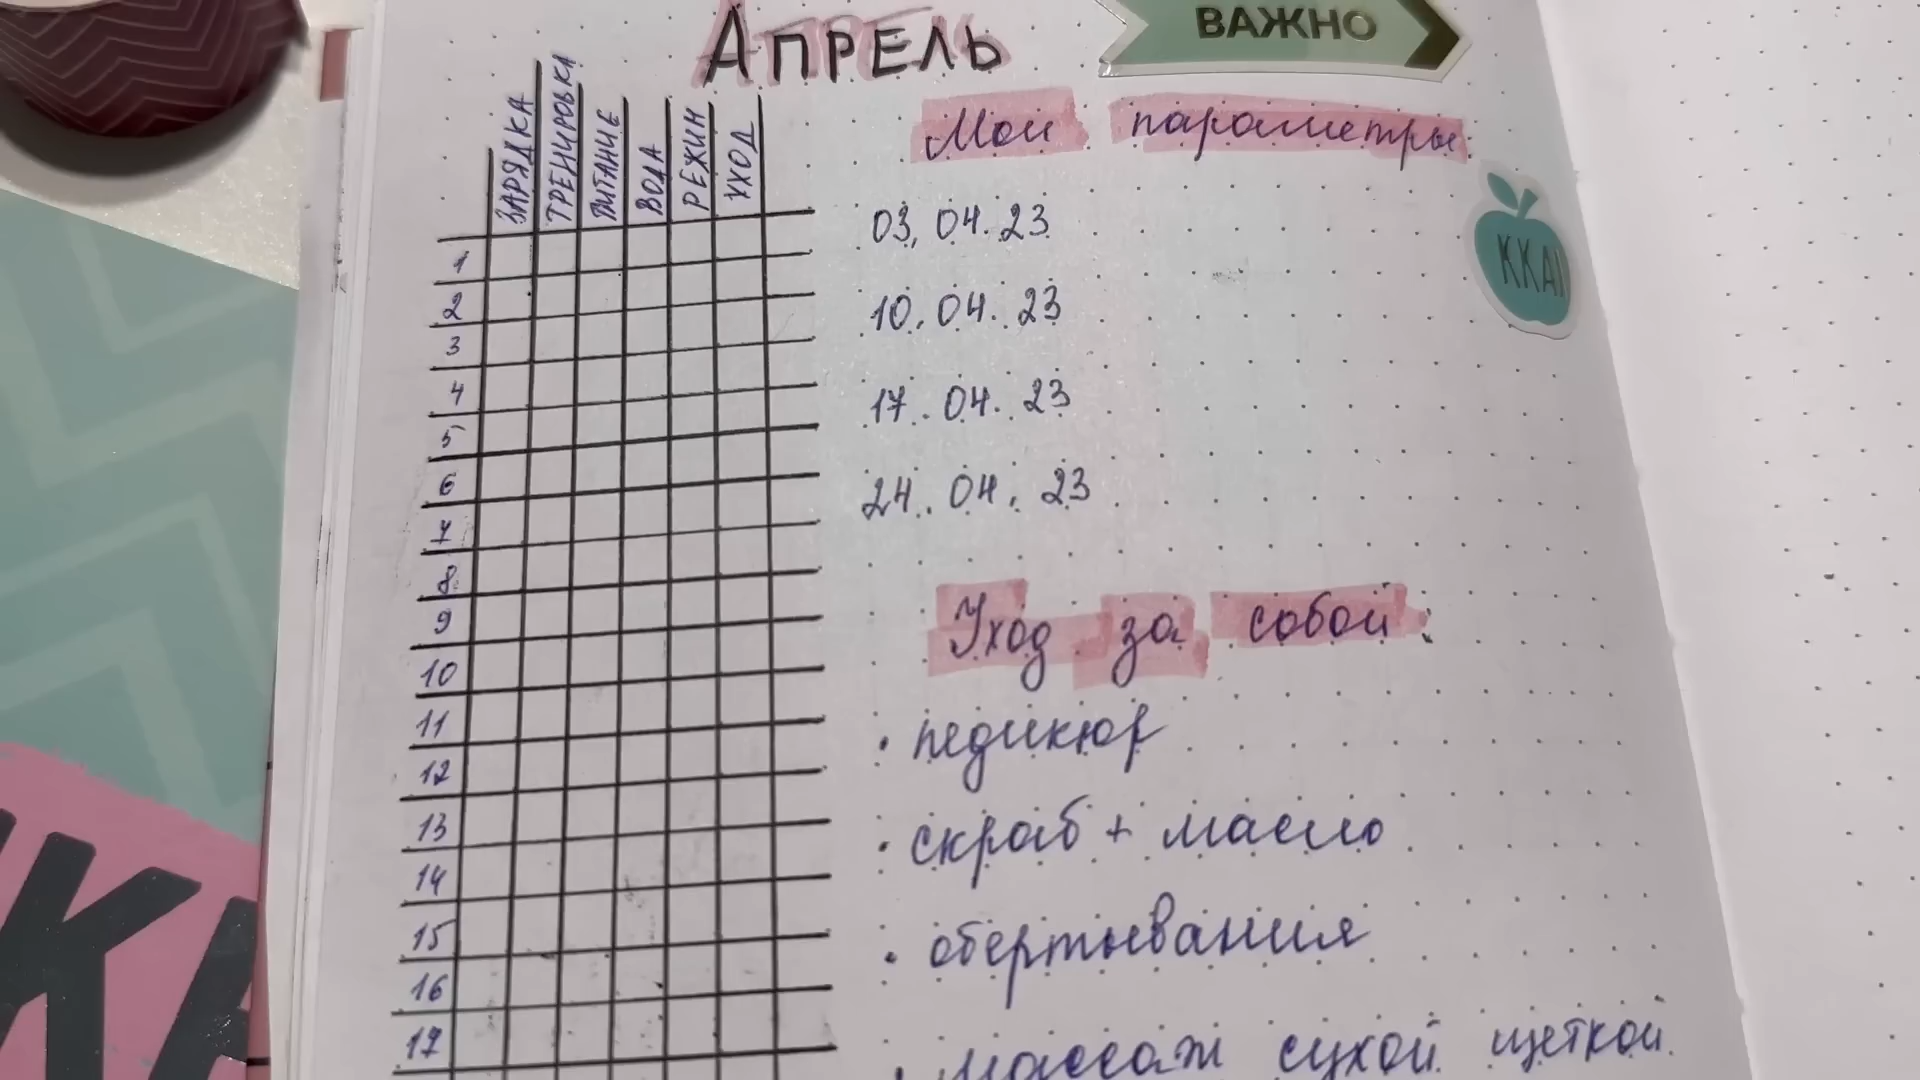 АПРЕЛЬ
ВАЖНО
ЗАРЯДКА
ТРЕНИРОВКА
ПИТАНИЕ
ВОДА
РЕЖИМ
УХОД
1
2
3
4
5
6
7
8
9
10
11
12
13
14
15
16
17
Мои параметры
03.04.23
10.04.23
17.04.23
24.04.23
ККАЛ
Уход за собой:
· педикюр
· скраб + масло
· обертывания
· массаж сухой щеткой